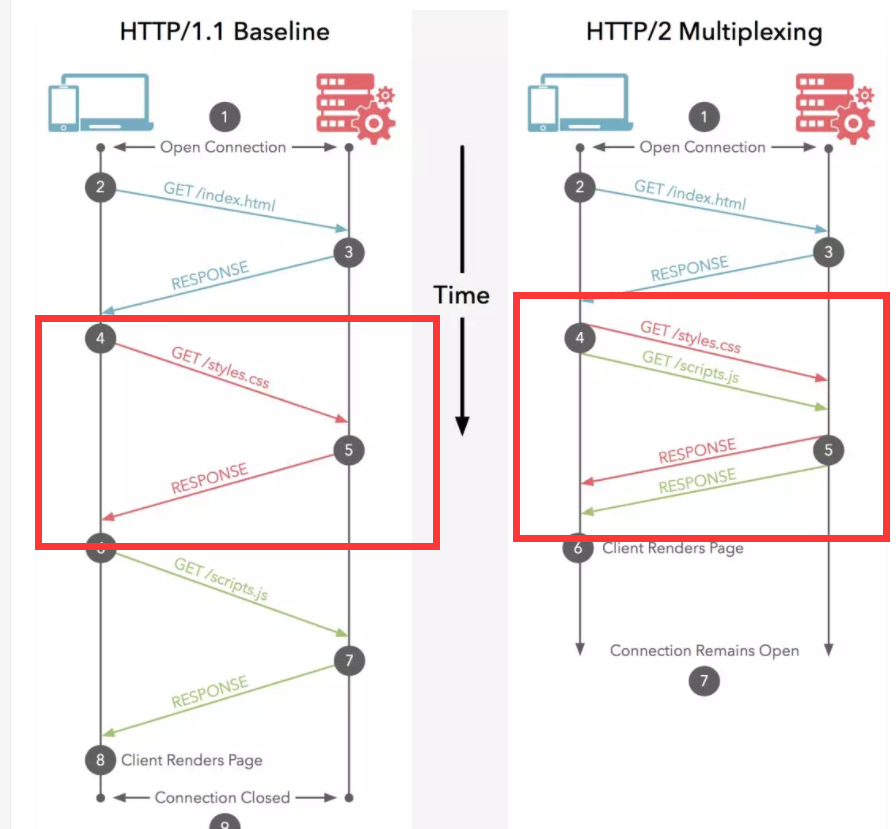 HTTP/1.1 Baseline
1
Open Connection
2
GET /index.html
3
RESPONSE
4
GET /styles.css
5
RESPONSE
6
GET /scripts.js
7
RESPONSE
8 Client Renders Page
Connection Closed
9
Time
HTTP/2 Multiplexing
1
Open Connection
2
GET /index.html
3
RESPONSE
4
GET /styles.css
GET /scripts.js
5
RESPONSE
RESPONSE
6 Client Renders Page
Connection Remains Open
7